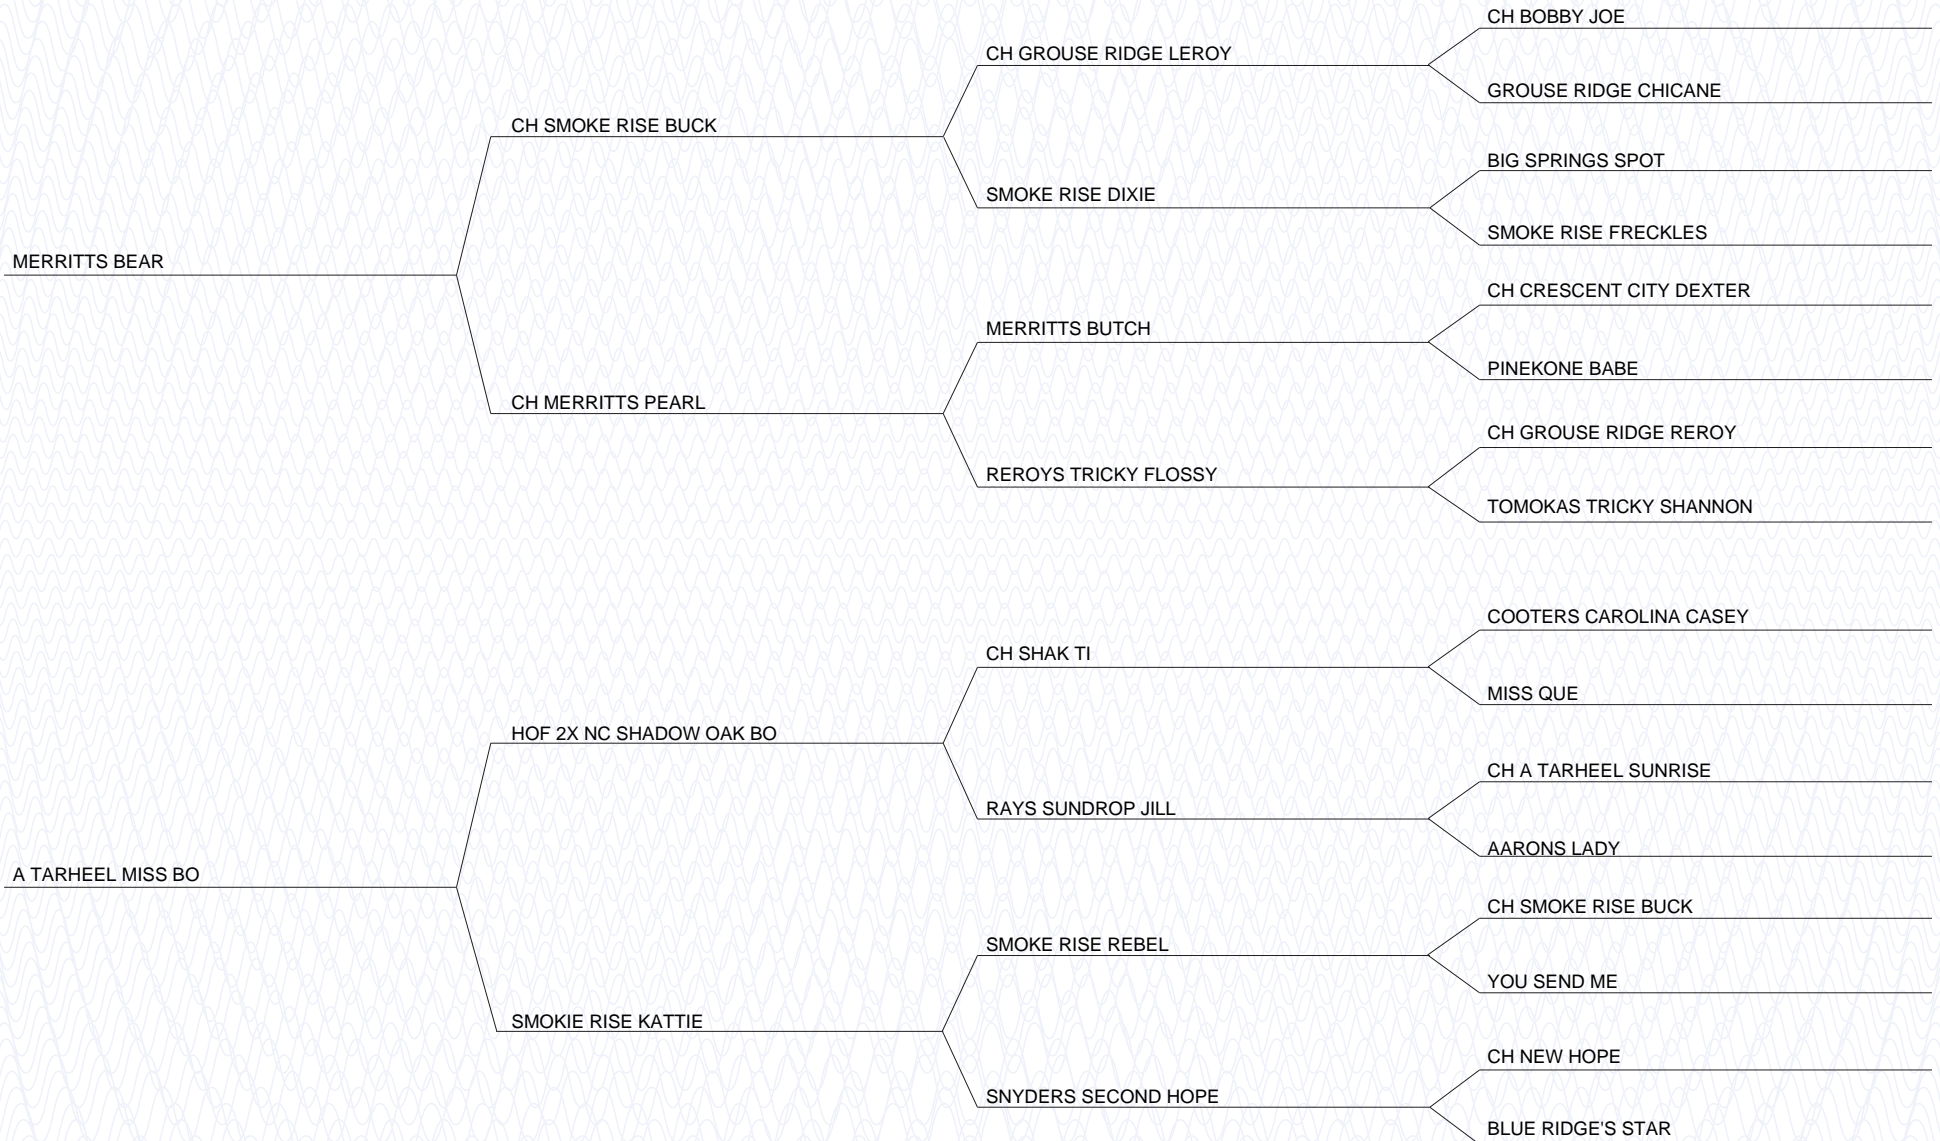 CH BOBBY JOE
CH GROUSE RIDGE LEROY
GROUSE RIDGE CHICANE
CH SMOKE RISE BUCK
BIG SPRINGS SPOT
SMOKE RISE DIXIE
SMOKE RISE FRECKLES
MERRITTS BEAR
CH CRESCENT CITY DEXTER
MERRITTS BUTCH
PINEKONE BABE
CH MERRITTS PEARL
CH GROUSE RIDGE REROY
REROYS TRICKY FLOSSY
TOMOKAS TRICKY SHANNON
COOTERS CAROLINA CASEY
CH SHAK TI
MISS QUE
HOF 2X NC SHADOW OAK BO
CH A TARHEEL SUNRISE
RAYS SUNDROP JILL
AARONS LADY
A TARHEEL MISS BO
CH SMOKE RISE BUCK
SMOKE RISE REBEL
YOU SEND ME
SMOKIE RISE KATTIE
CH NEW HOPE
SNYDERS SECOND HOPE
BLUE RIDGE'S STAR